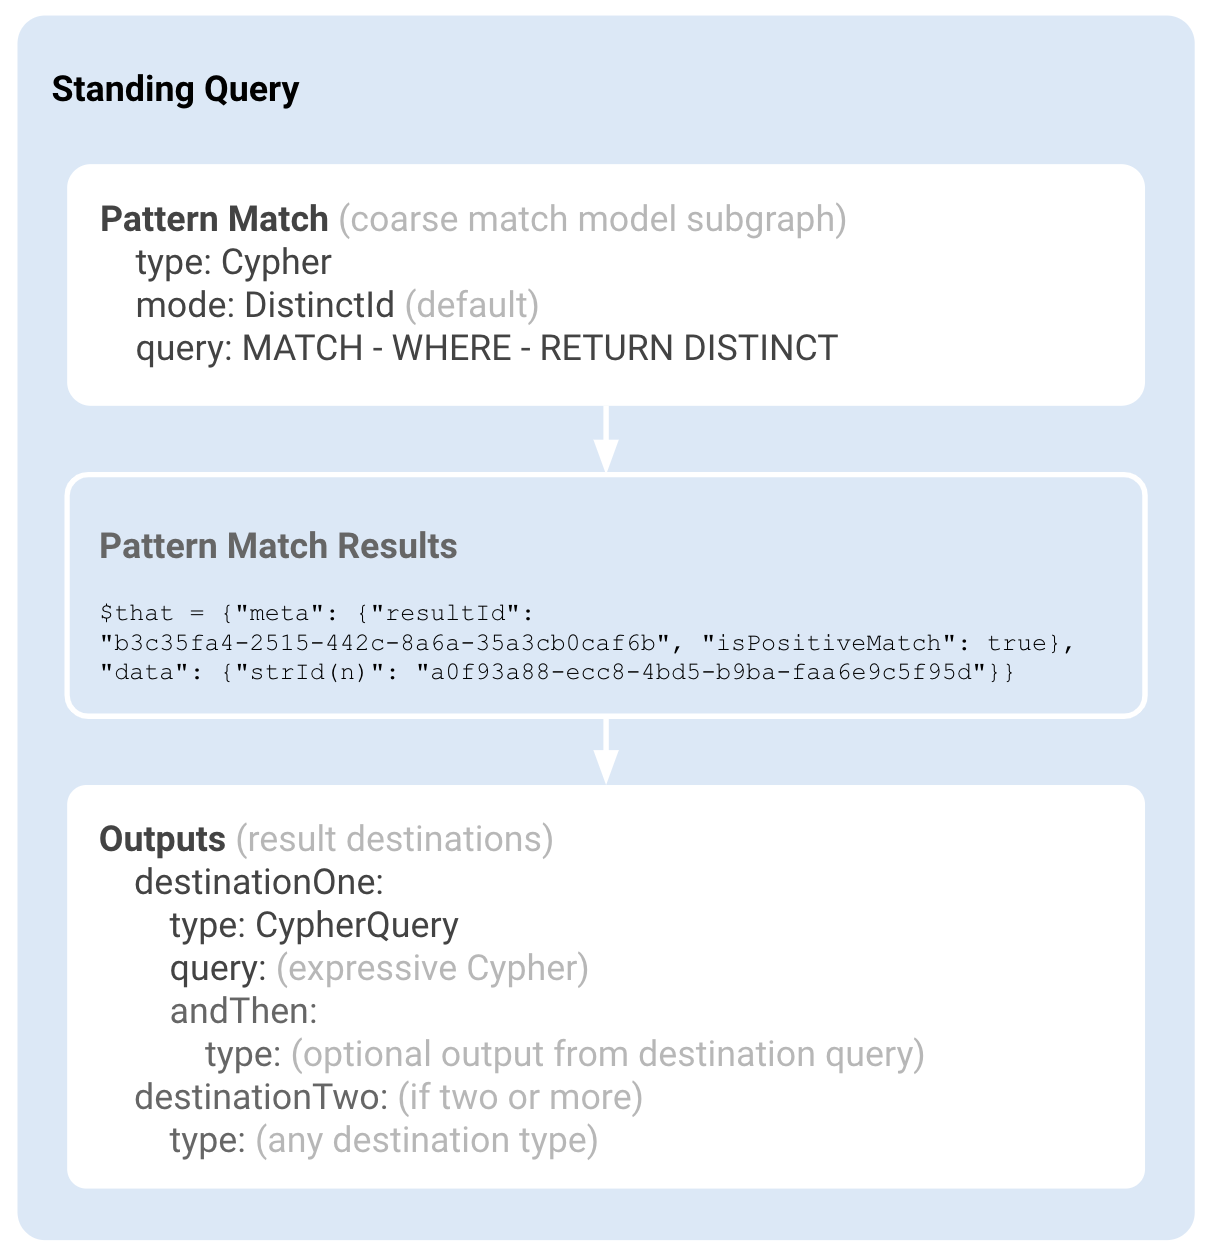 Standing Query
Pattern Match (coarse match model subgraph)
type: Cypher
mode: DistinctId (default)
query: MATCH - WHERE - RETURN DISTINCT
Pattern Match Results
$that = {"meta": {"resultId":
"b3c35fa4-2515-442c-8a6a-35a3cb0caf6b", "isPositiveMatch": true},
"data": {"strId(n)": "a0f93a88-ecc8-4bd5-b9ba-faa6e9c5f95d"}}
Outputs (result destinations)
destinationOne:
type: CypherQuery
query: (expressive Cypher)
andThen:
type: (optional output from destination query)
destinationTwo: (if two or more)
type: (any destination type)